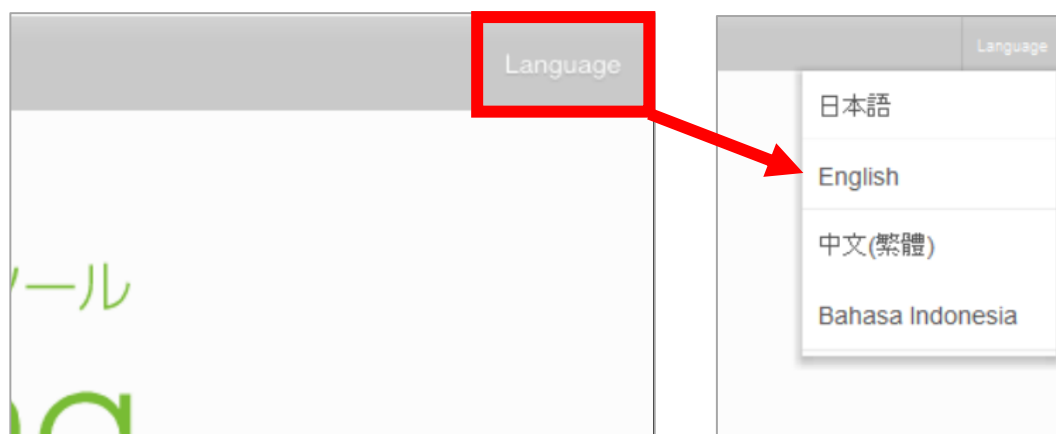 Language
ール
Language
日本語
English
中文(繁體)
Bahasa Indonesia